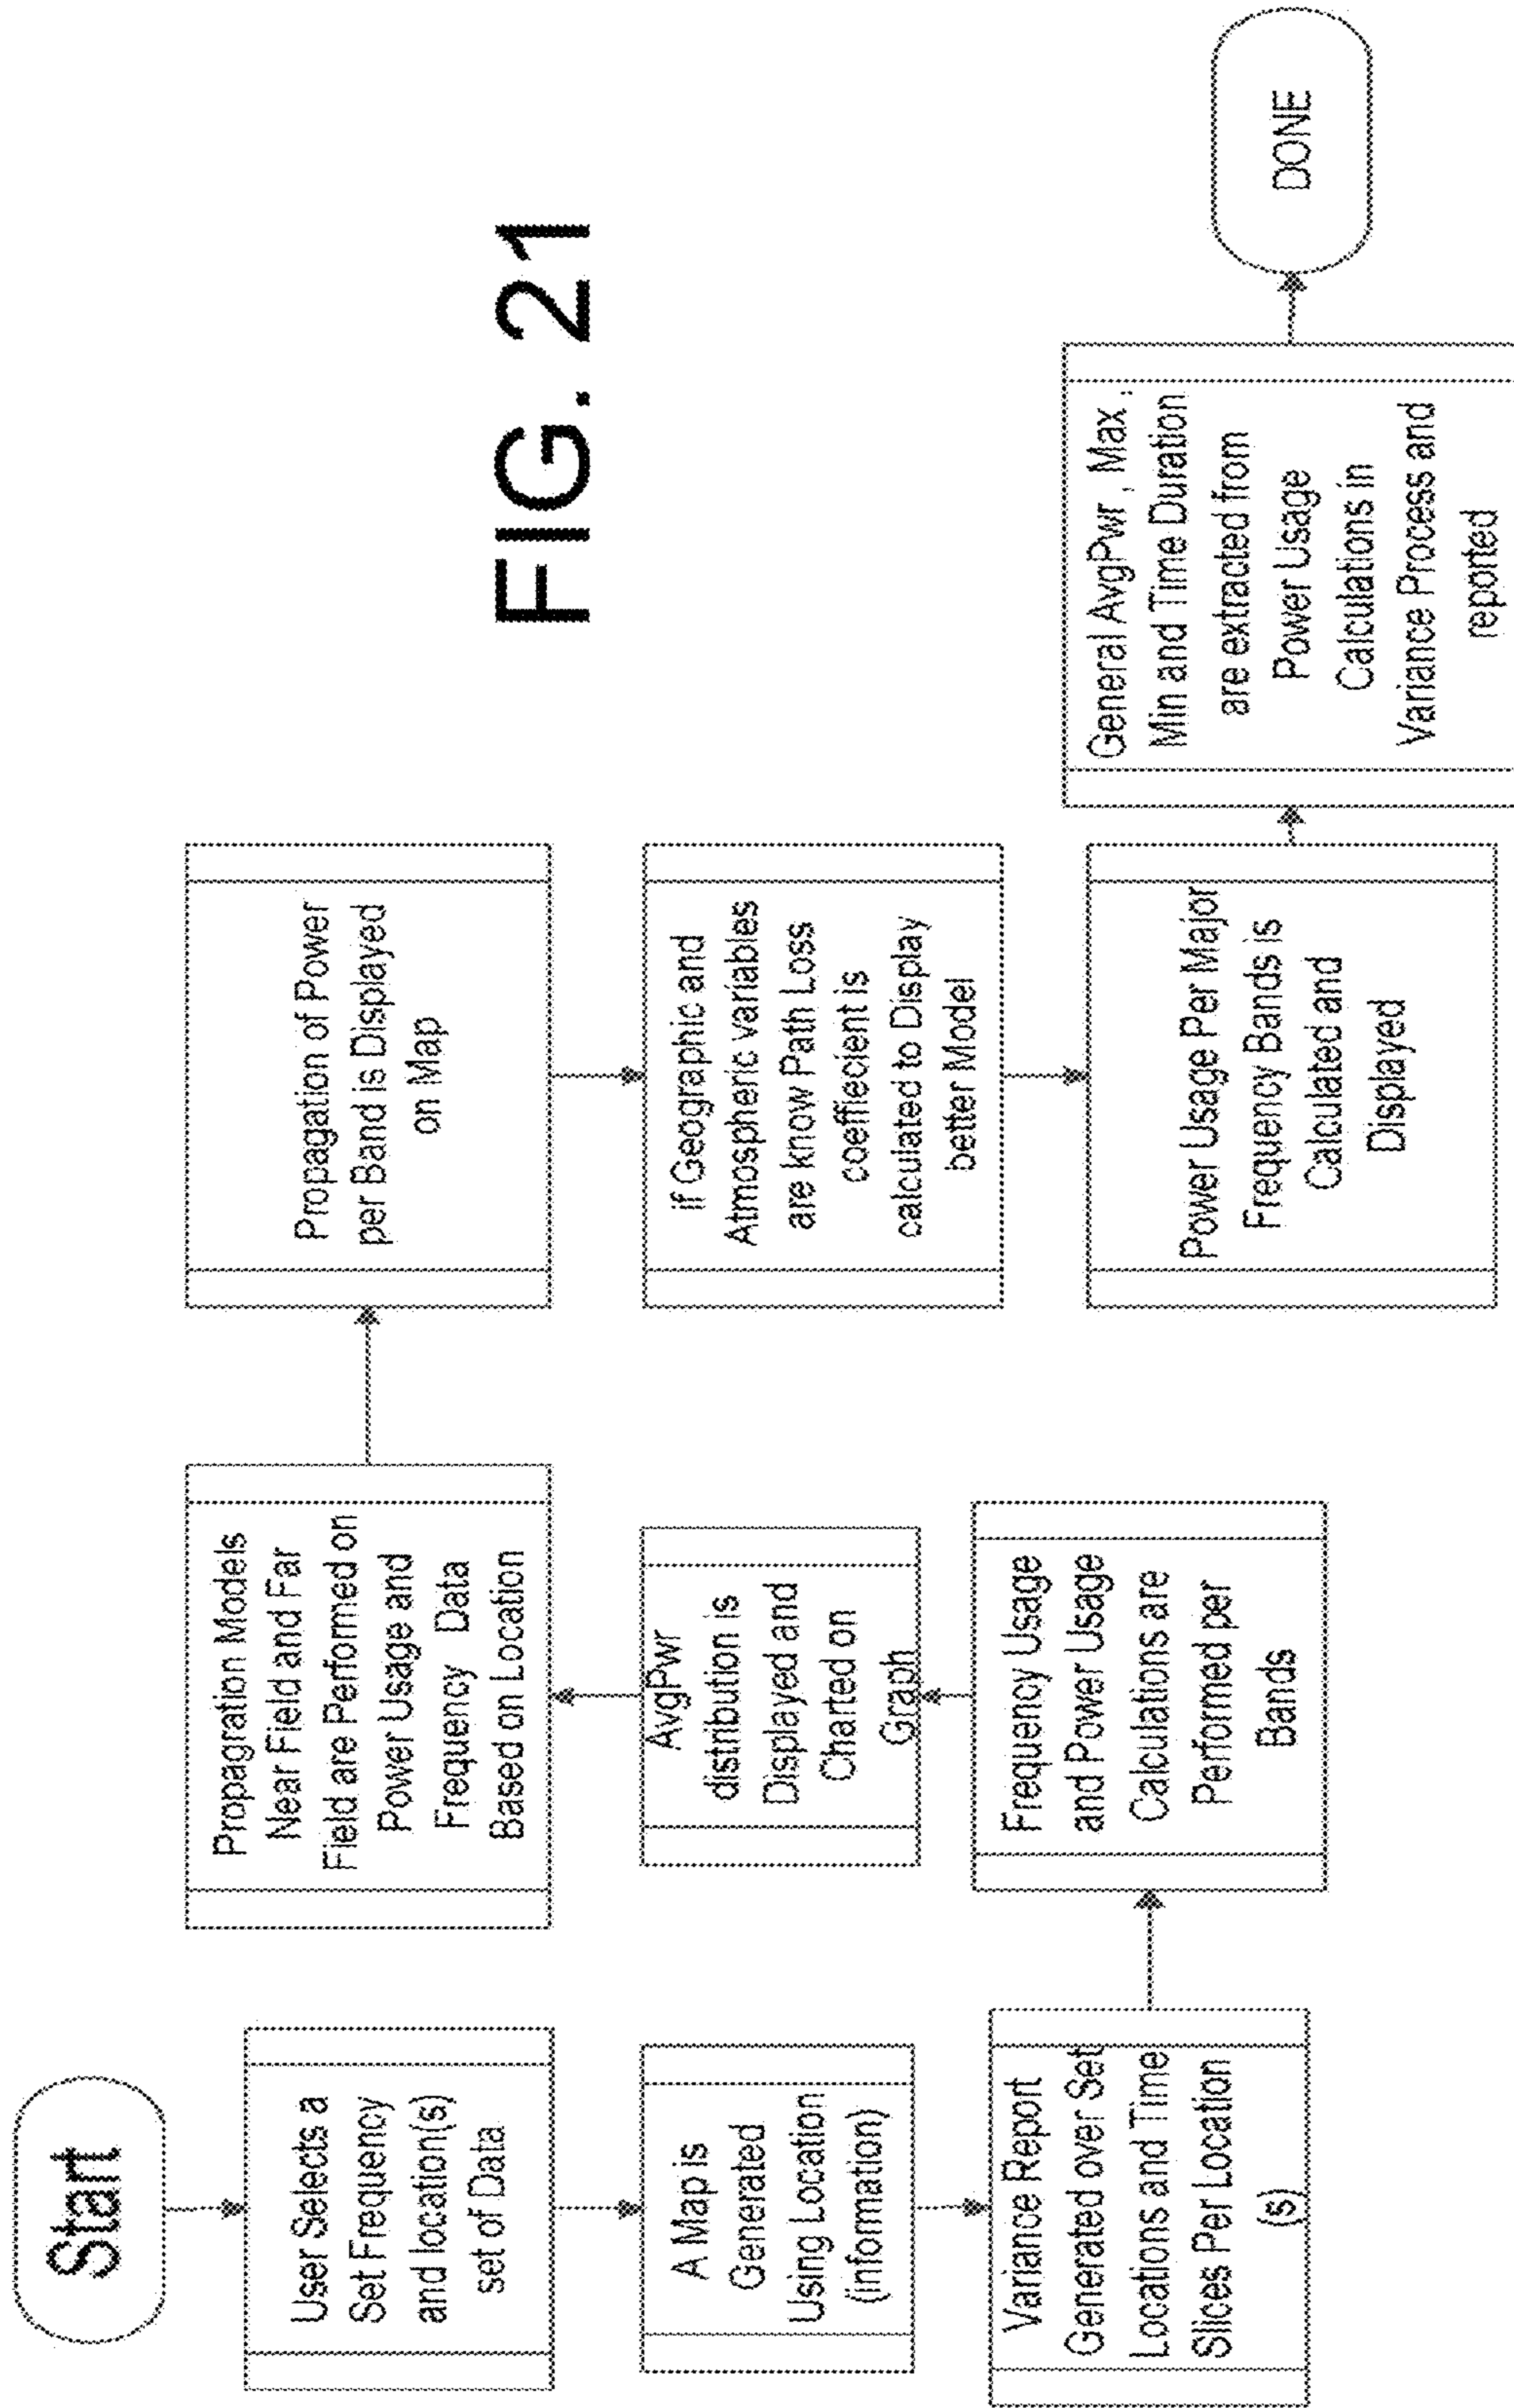 FIG. 21
Start
User Selects a
Set Frequency
and location(s)
set of Data
A Map is
Generated
Using Location
(information)
Variance Report
Generated over Set
Locations and Time
Slices Per Location
(s)
Frequency Usage
and Power Usage
Calculations are
Performed per
Bands
AvgPwr
distribution is
Displayed and
Charted on
Graph
Propagration Models
Near Field and Far
Field are Performed on
Power Usage and
Frequency Data
Based on Location
Propagation of Power
per Band is Displayed
on Map
if Geographic and
Atmospheric variables
are know Path Loss
coeffiecient is
calculated to Display
better Model
Power Usage Per Major
Frequency Bands is
Calculated and
Displayed
General AvgPwr , Max ,
Min and Time Duration
are extracted from
Power Usage
Calculations in
Variance Process and
reported
DONE